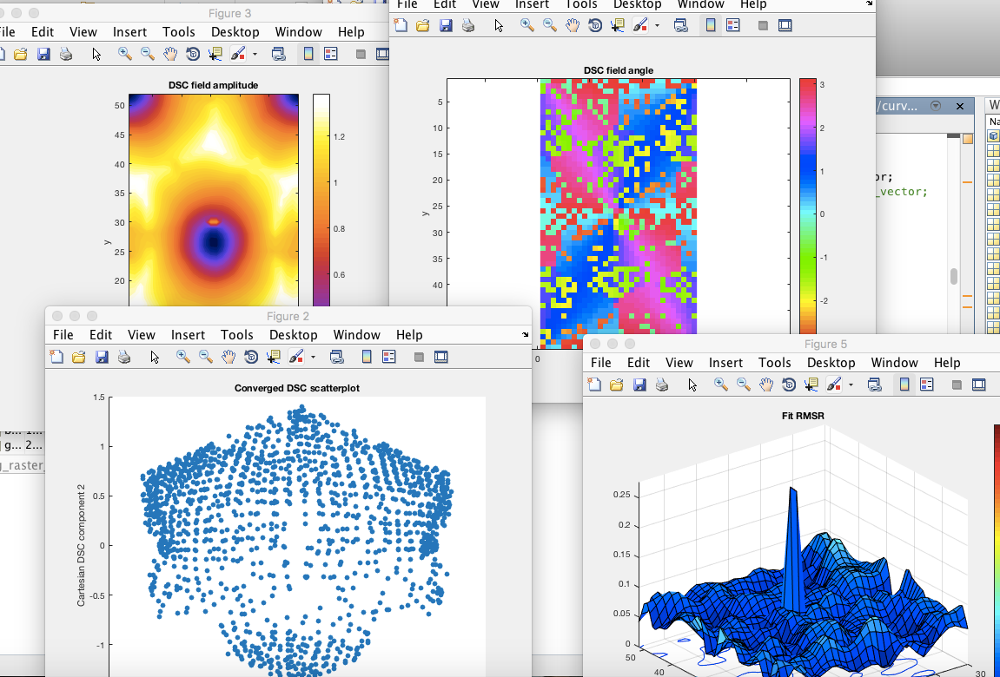 Figure 3
File Edit View Insert Tools Desktop Window Help
DSC field amplitude
50
45
40
35
30
25
20
y
1.2
1
0.8
0.6
File Edit View Insert Tools Desktop Window Help
DSC field angle
5
10
15
20
25
30
35
40
y
0
3
2
1
0
-1
-2
/curv...
or;
_vector;
W
Na
g... 2...
g_raster_
Figure 2
File Edit View Insert Tools Desktop Window Help
Converged DSC scatterplot
1.5
1
0.5
0
-0.5
-1
Cartesian DSC component 2
Figure 5
File Edit View Insert Tools Desktop Window Help
Fit RMSR
0.25
0.2
0.15
0.1
0.05
0
50
40
30